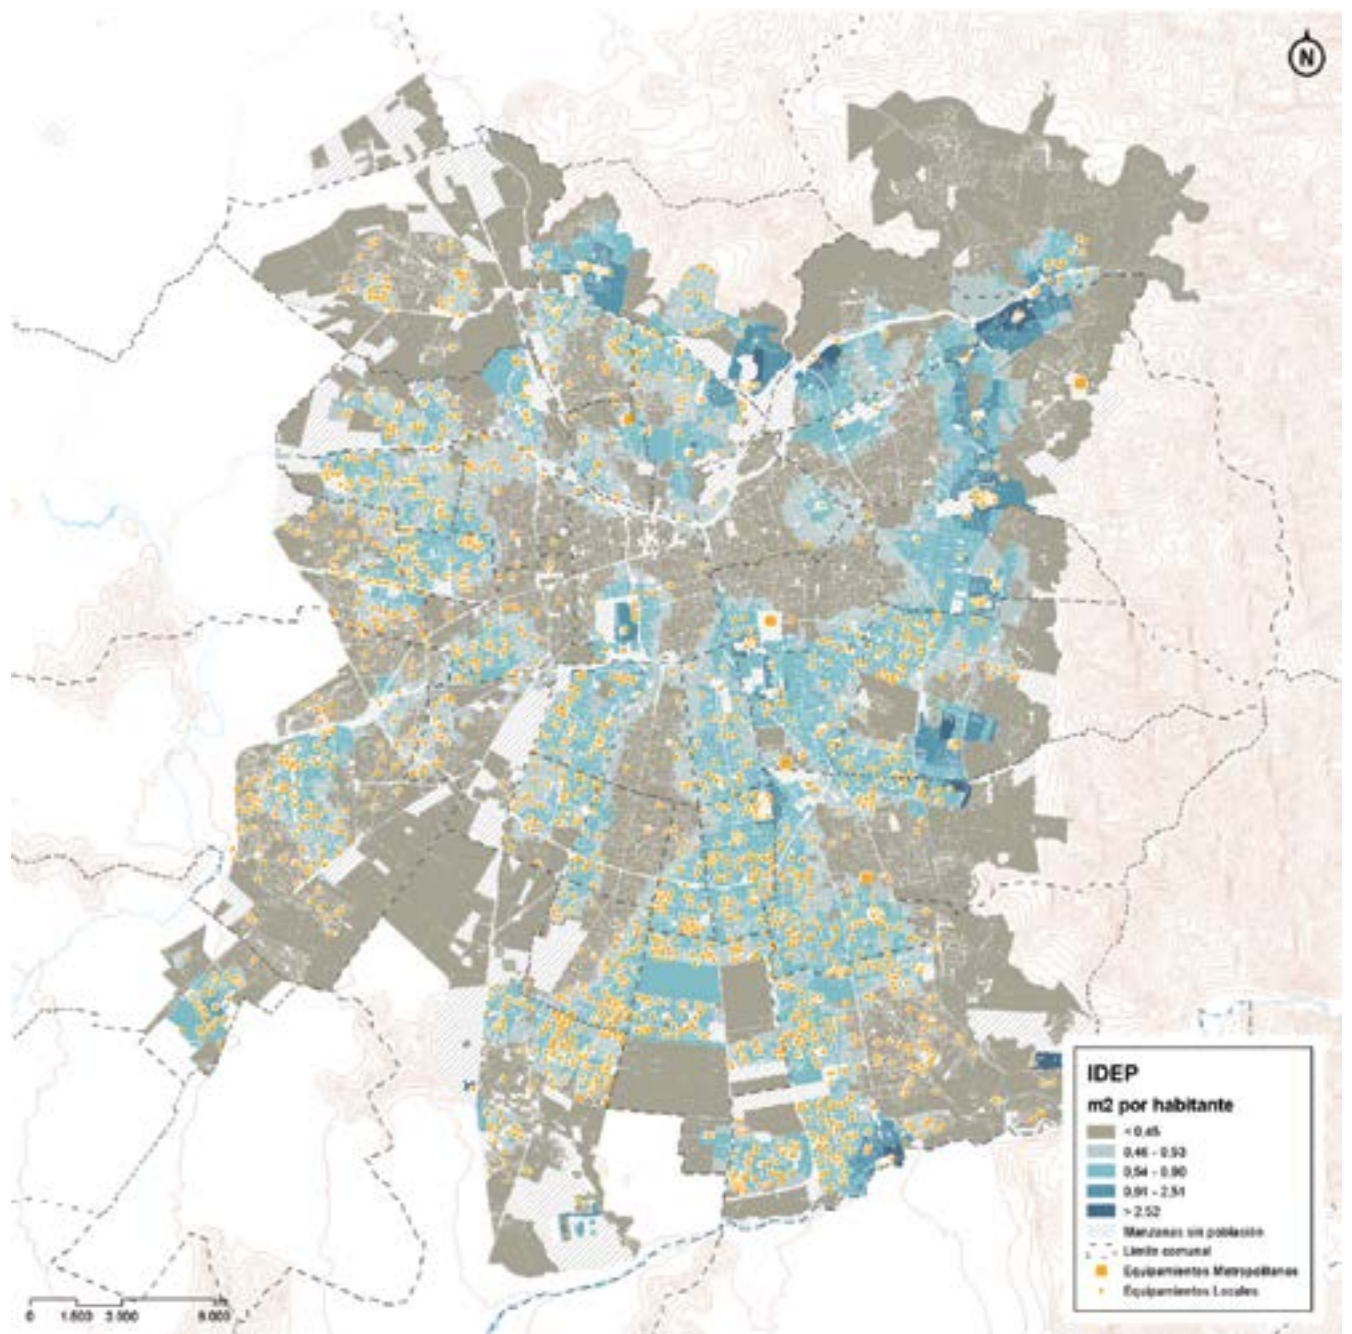 N
IDEP
m2 por habitante
< 0,45
0,46 - 0,53
0,54 - 0,90
0,91 - 2,51
> 2,52
Manzanas sin población
Límite comunal
Equipamientos Metropolitanos
Equipamientos Locales
0 1.500 3.000 6.000